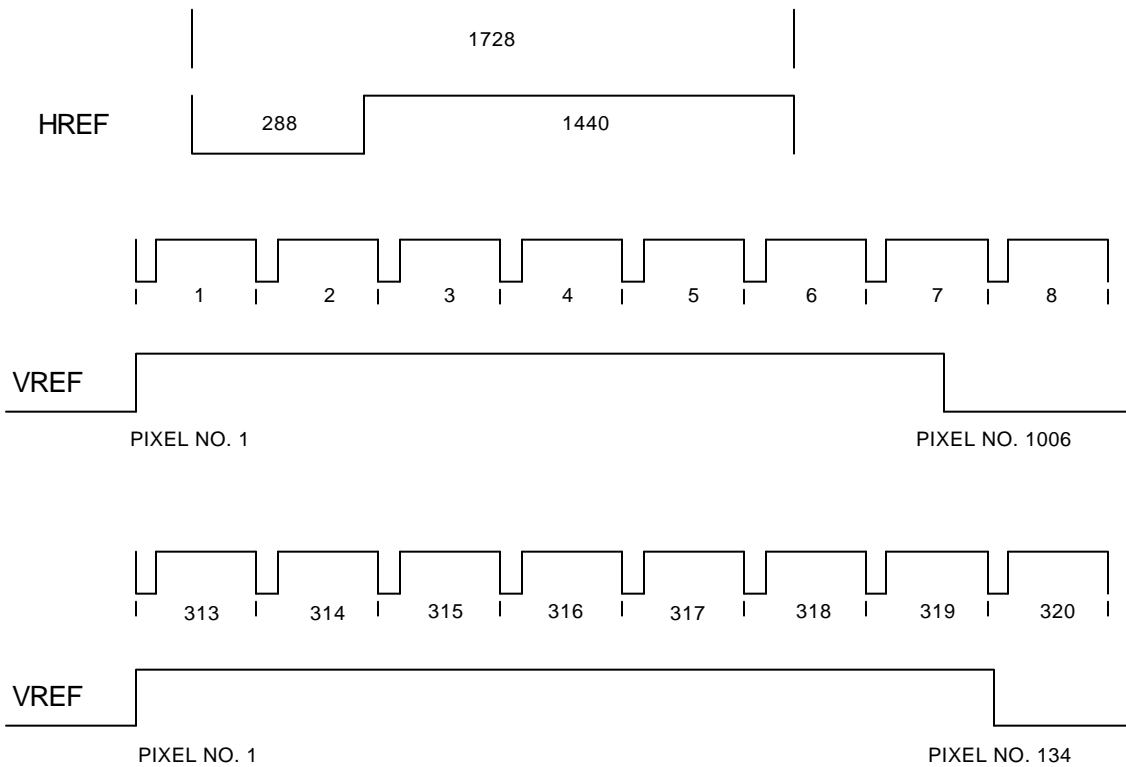 1728
HREF 288 1440
1 2 3 4 5 6 7 8
VREF
PIXEL NO. 1 PIXEL NO. 1006
313 314 315 316 317 318 319 320
VREF
PIXEL NO. 1 PIXEL NO. 134